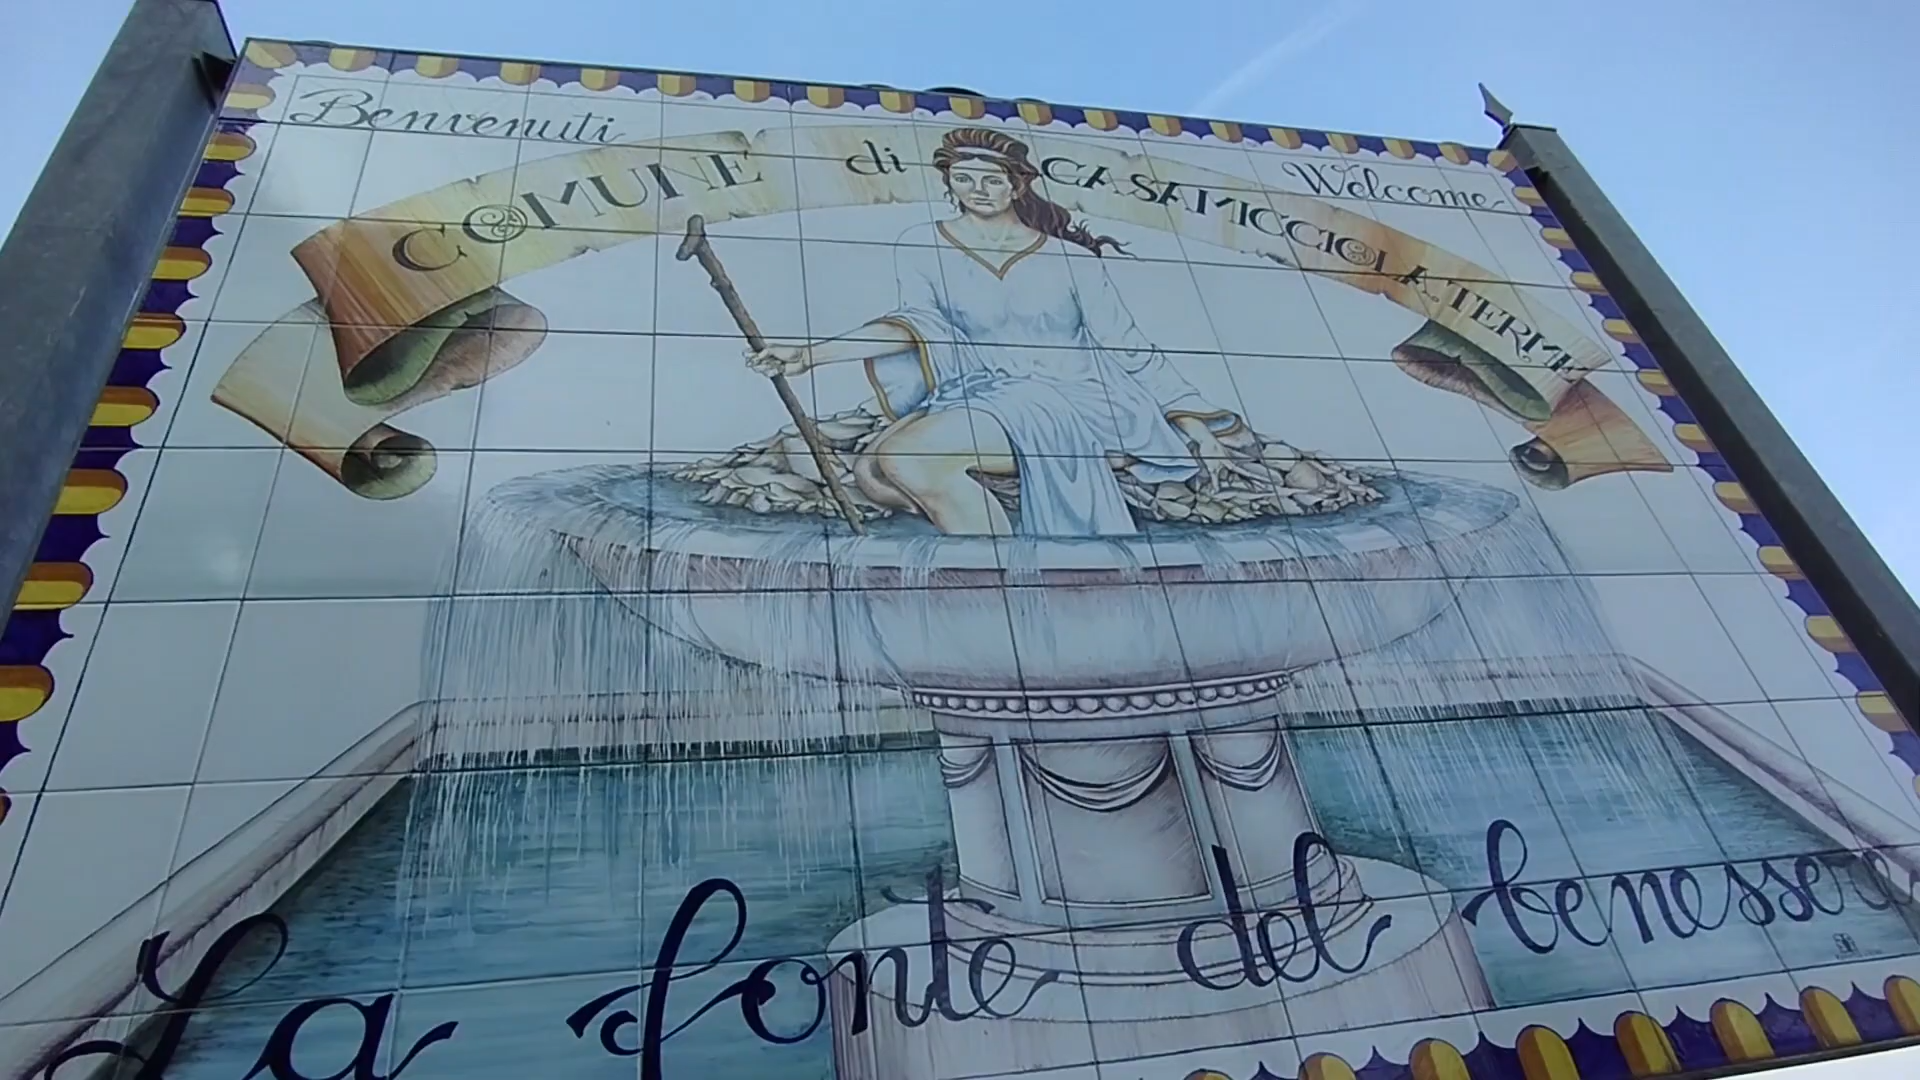 Benvenuti
Welcome
COMUNE di CASAMICCIOLA TERME
La fonte del benessere